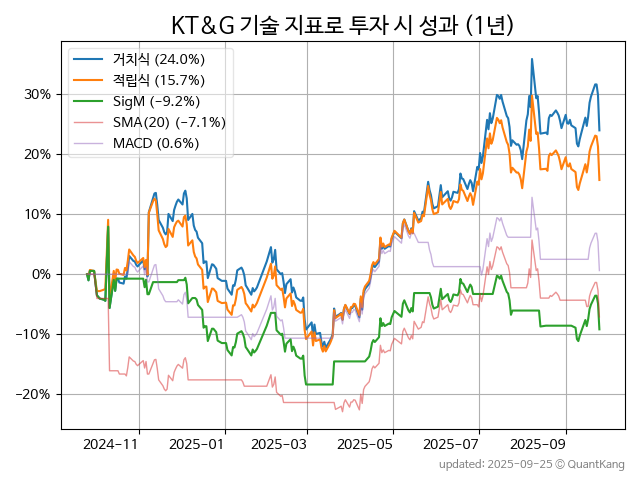 KT&G 기술 지표로 투자 시 성과 (1년)
거치식 (24.0%)
적립식 (15.7%)
SigM (−9.2%)
SMA(20) (−7.1%)
MACD (0.6%)
30%
20%
10%
0%
−10%
−20%
2024-11 2025-01 2025-03 2025-05 2025-07 2025-09
updated: 2025-09-25 © QuantKang